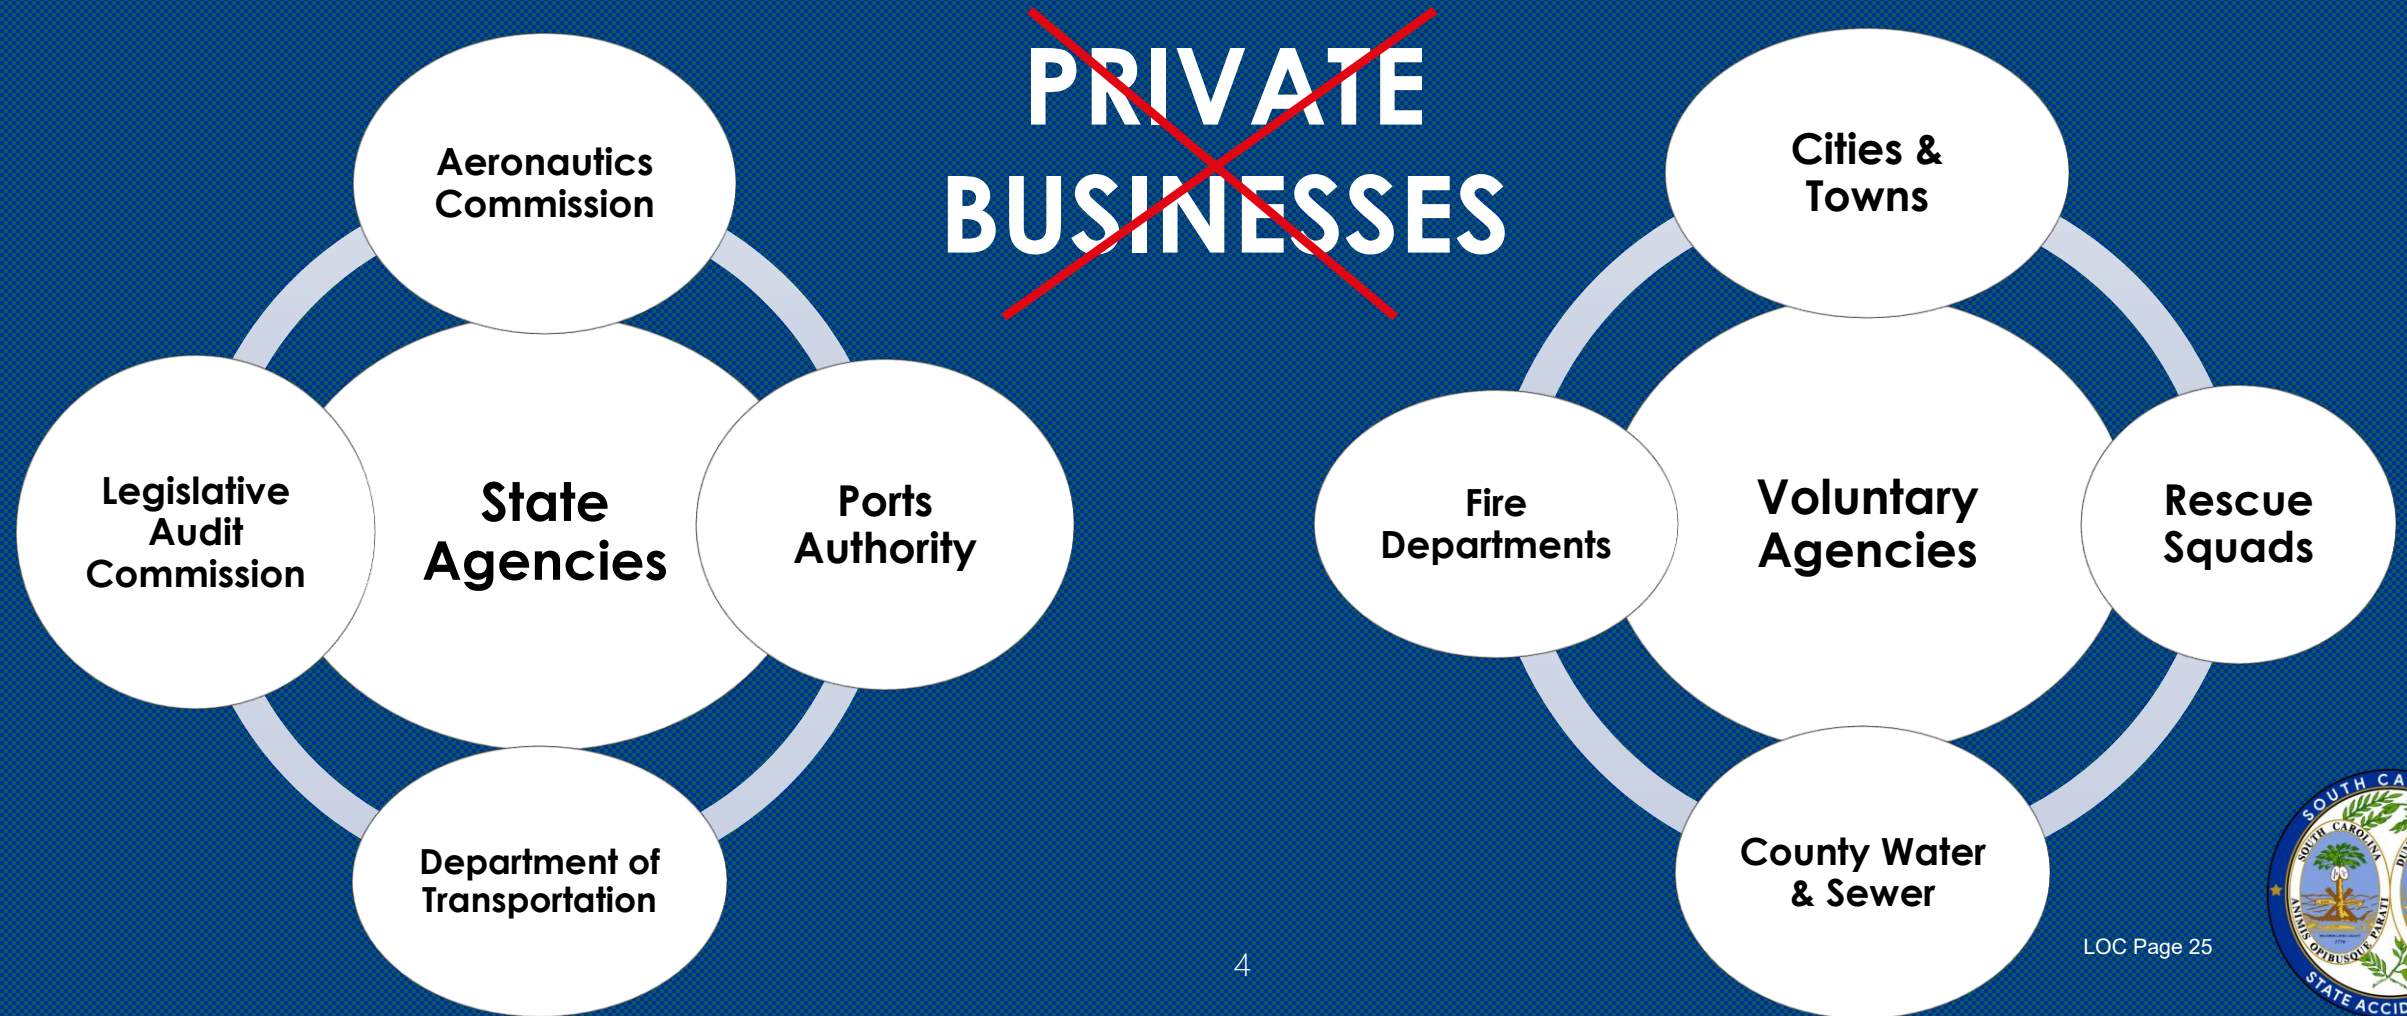 PRIVATE
BUSINESSES
Aeronautics
Commission
Legislative
Audit
Commission
State
Agencies
Ports
Authority
Department of
Transportation
Cities &
Towns
Fire
Departments
Voluntary
Agencies
Rescue
Squads
County Water
& Sewer
4
LOC Page 25
SOUTH CA
SOUTH CAROLINA
ANIMIS OPIBUSQUE PARATI
STATE ACCID